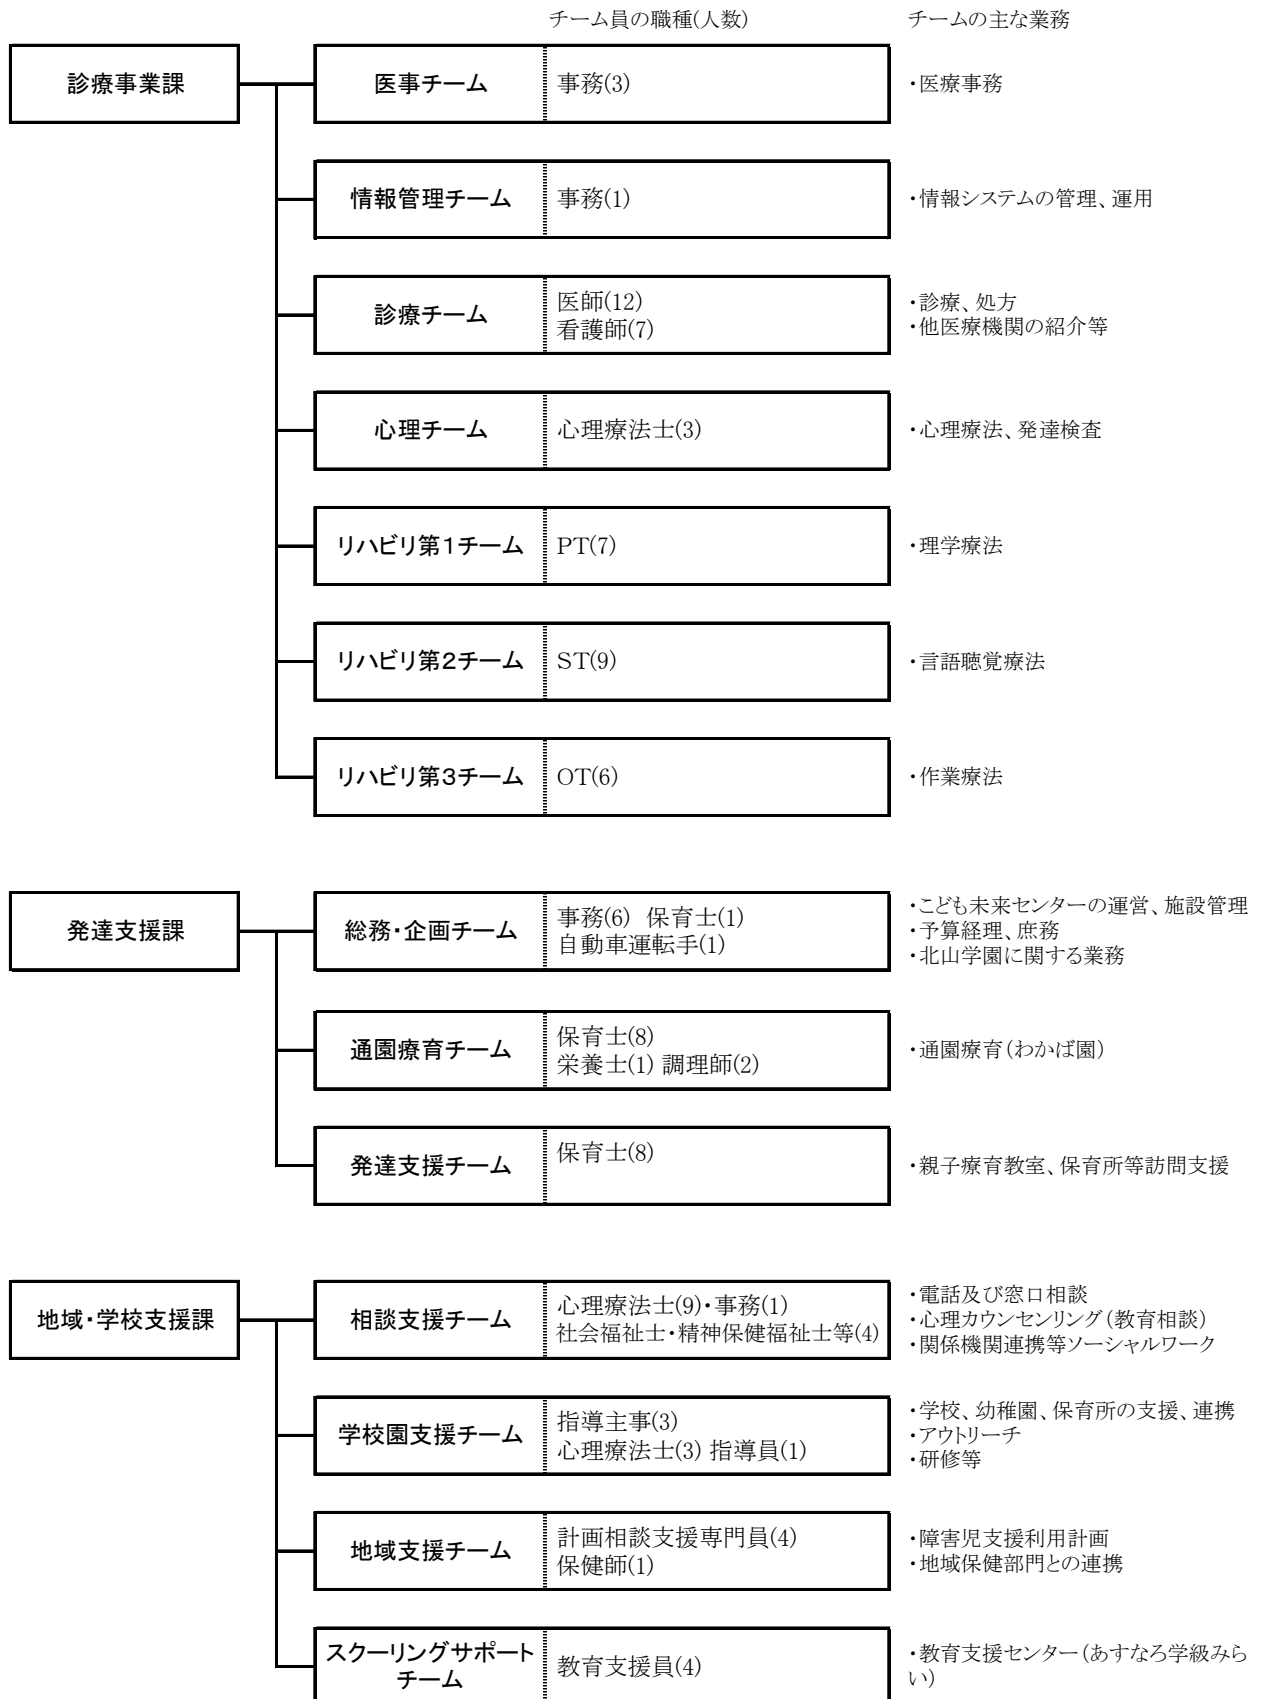 チーム員の職種(人数) チームの主な業務
診療事業課 医事チーム 事務(3) ・医療事務
情報管理チーム 事務(1) ・情報システムの管理、運用
診療チーム
医師(12)
看護師(7)
・診療、処方
・他医療機関の紹介等
心理チーム 心理療法士(3) ・心理療法、発達検査
リハビリ第1チーム PT(7) ・理学療法
リハビリ第2チーム ST(9) ・言語聴覚療法
リハビリ第3チーム OT(6) ・作業療法
発達支援課
総務・企画チーム
事務(6) 保育士(1)
自動車運転手(1)
・こども未来センターの運営、施設管理
・予算経理、庶務
・北山学園に関する業務
通園療育チーム
保育士(8)
栄養士(1) 調理師(2)
・通園療育(わかば園)
発達支援チーム
保育士(8)
・親子療育教室、保育所等訪問支援
地域・学校支援課
相談支援チーム
心理療法士(9)・事務(1)
社会福祉士・精神保健福祉士等(4)
・電話及び窓口相談
・心理カウンセンリング(教育相談)
・関係機関連携等ソーシャルワーク
学校園支援チーム
指導主事(3)
心理療法士(3) 指導員(1)
・学校、幼稚園、保育所の支援、連携
・アウトリーチ
・研修等
地域支援チーム
計画相談支援専門員(4)
保健師(1)
・障害児支援利用計画
・地域保健部門との連携
スクーリングサポート
チーム
教育支援員(4)
・教育支援センター(あすなろ学級みら
い)